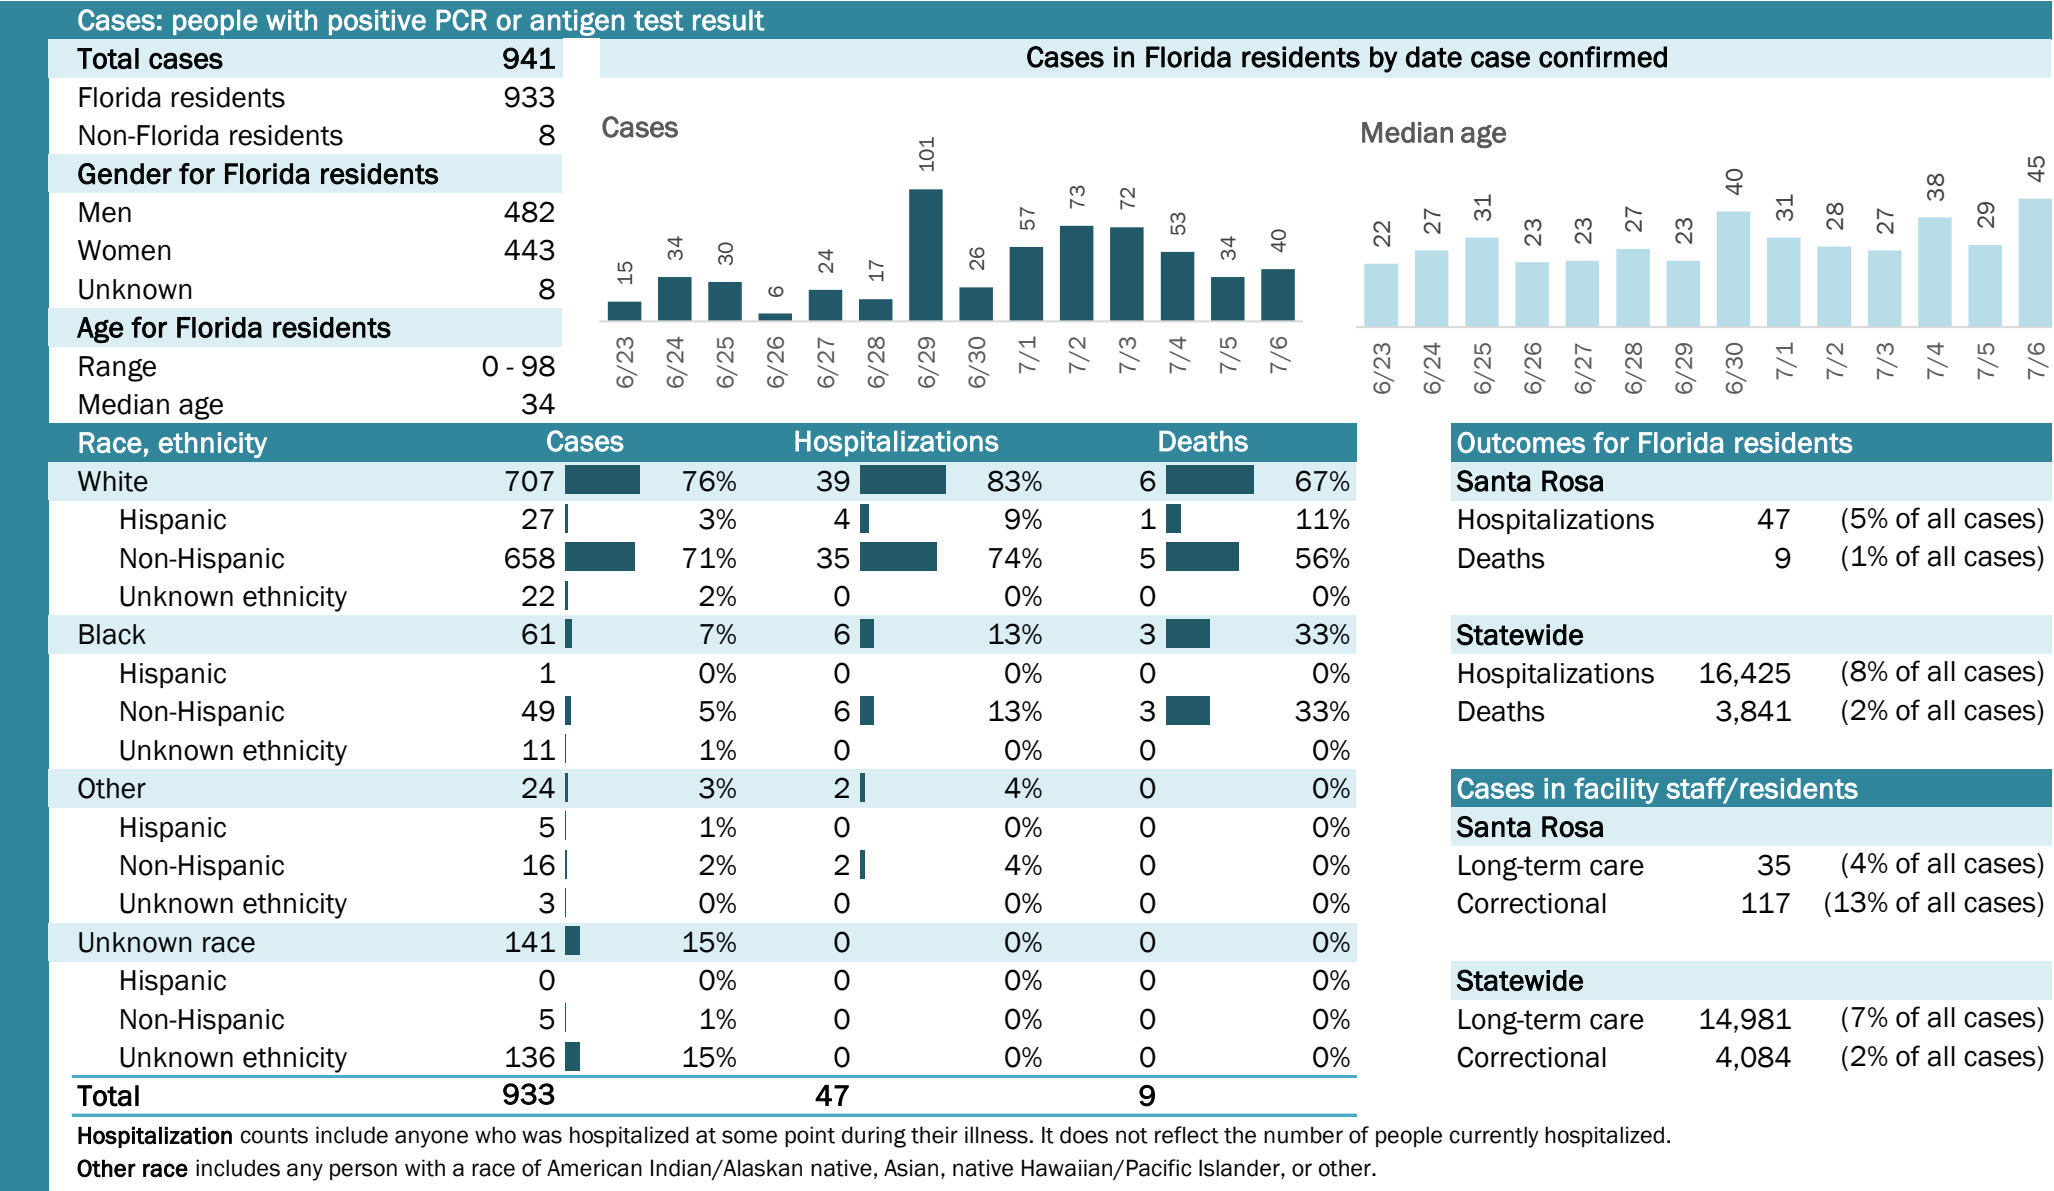 Cases: people with positive PCR or antigen test result
Total cases 941
Florida residents 933
Non-Florida residents 8
Gender for Florida residents
Men 482
Women 443
Unknown 8
Age for Florida residents
Range 0 - 98
Median age 34
Cases in Florida residents by date case confirmed
Cases
15 34 30 6 24 17 101 26 57 73 72 53 34 40
6/23 6/24 6/25 6/26 6/27 6/28 6/29 6/30 7/1 7/2 7/3 7/4 7/5 7/6
Median age
22 27 31 23 23 27 23 40 31 28 27 38 29 45
6/23 6/24 6/25 6/26 6/27 6/28 6/29 6/30 7/1 7/2 7/3 7/4 7/5 7/6
Race, ethnicity Cases Hospitalizations Deaths
White 707 76% 39 83% 6 67%
Hispanic 27 3% 4 9% 1 11%
Non-Hispanic 658 71% 35 74% 5 56%
Unknown ethnicity 22 2% 0 0% 0 0%
Black 61 7% 6 13% 3 33%
Hispanic 1 0% 0 0% 0 0%
Non-Hispanic 49 5% 6 13% 3 33%
Unknown ethnicity 11 1% 0 0% 0 0%
Other 24 3% 2 4% 0 0%
Hispanic 5 1% 0 0% 0 0%
Non-Hispanic 16 2% 2 4% 0 0%
Unknown ethnicity 3 0% 0 0% 0 0%
Unknown race 141 15% 0 0% 0 0%
Hispanic 0 0% 0 0% 0 0%
Non-Hispanic 5 1% 0 0% 0 0%
Unknown ethnicity 136 15% 0 0% 0 0%
Total 933 47 9
Outcomes for Florida residents
Santa Rosa
Hospitalizations 47 (5% of all cases)
Deaths 9 (1% of all cases)
Statewide
Hospitalizations 16,425 (8% of all cases)
Deaths 3,841 (2% of all cases)
Cases in facility staff/residents
Santa Rosa
Long-term care 35 (4% of all cases)
Correctional 117 (13% of all cases)
Statewide
Long-term care 14,981 (7% of all cases)
Correctional 4,084 (2% of all cases)
Hospitalization counts include anyone who was hospitalized at some point during their illness. It does not reflect the number of people currently hospitalized.
Other race includes any person with a race of American Indian/Alaskan native, Asian, native Hawaiian/Pacific Islander, or other.